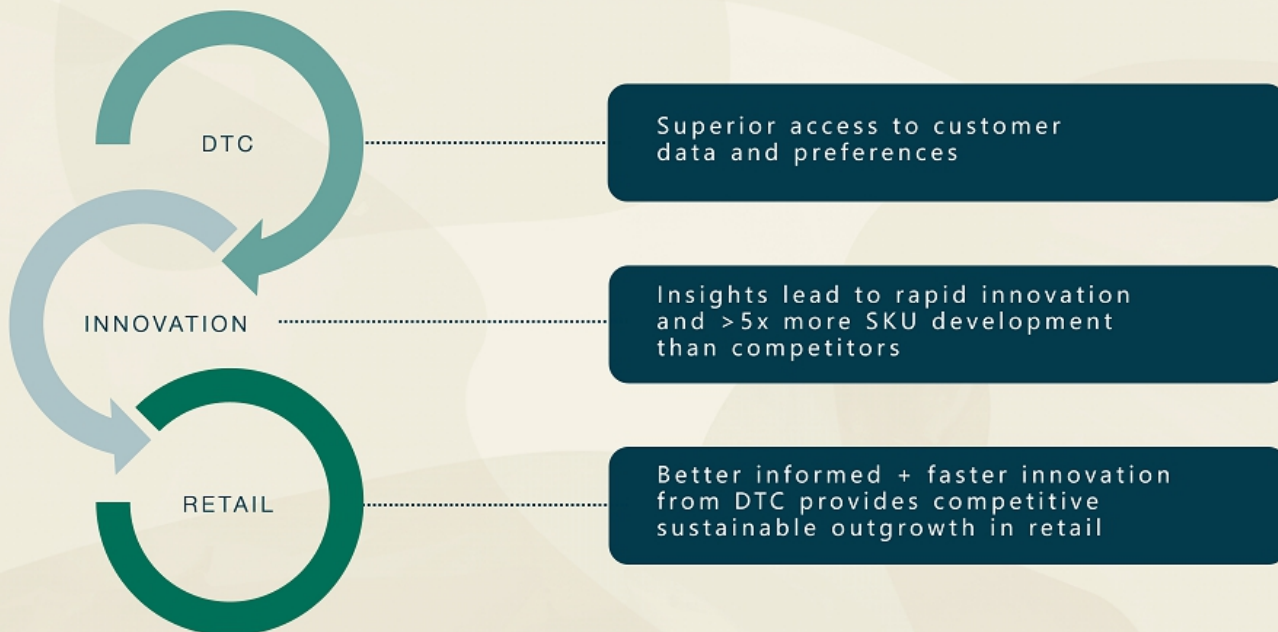 DTC
Superior access to customer
data and preferences
INNOVATION
Insights lead to rapid innovation
and >5x more SKU development
than competitors
RETAIL
Better informed + faster innovation
from DTC provides competitive
sustainable outgrowth in retail